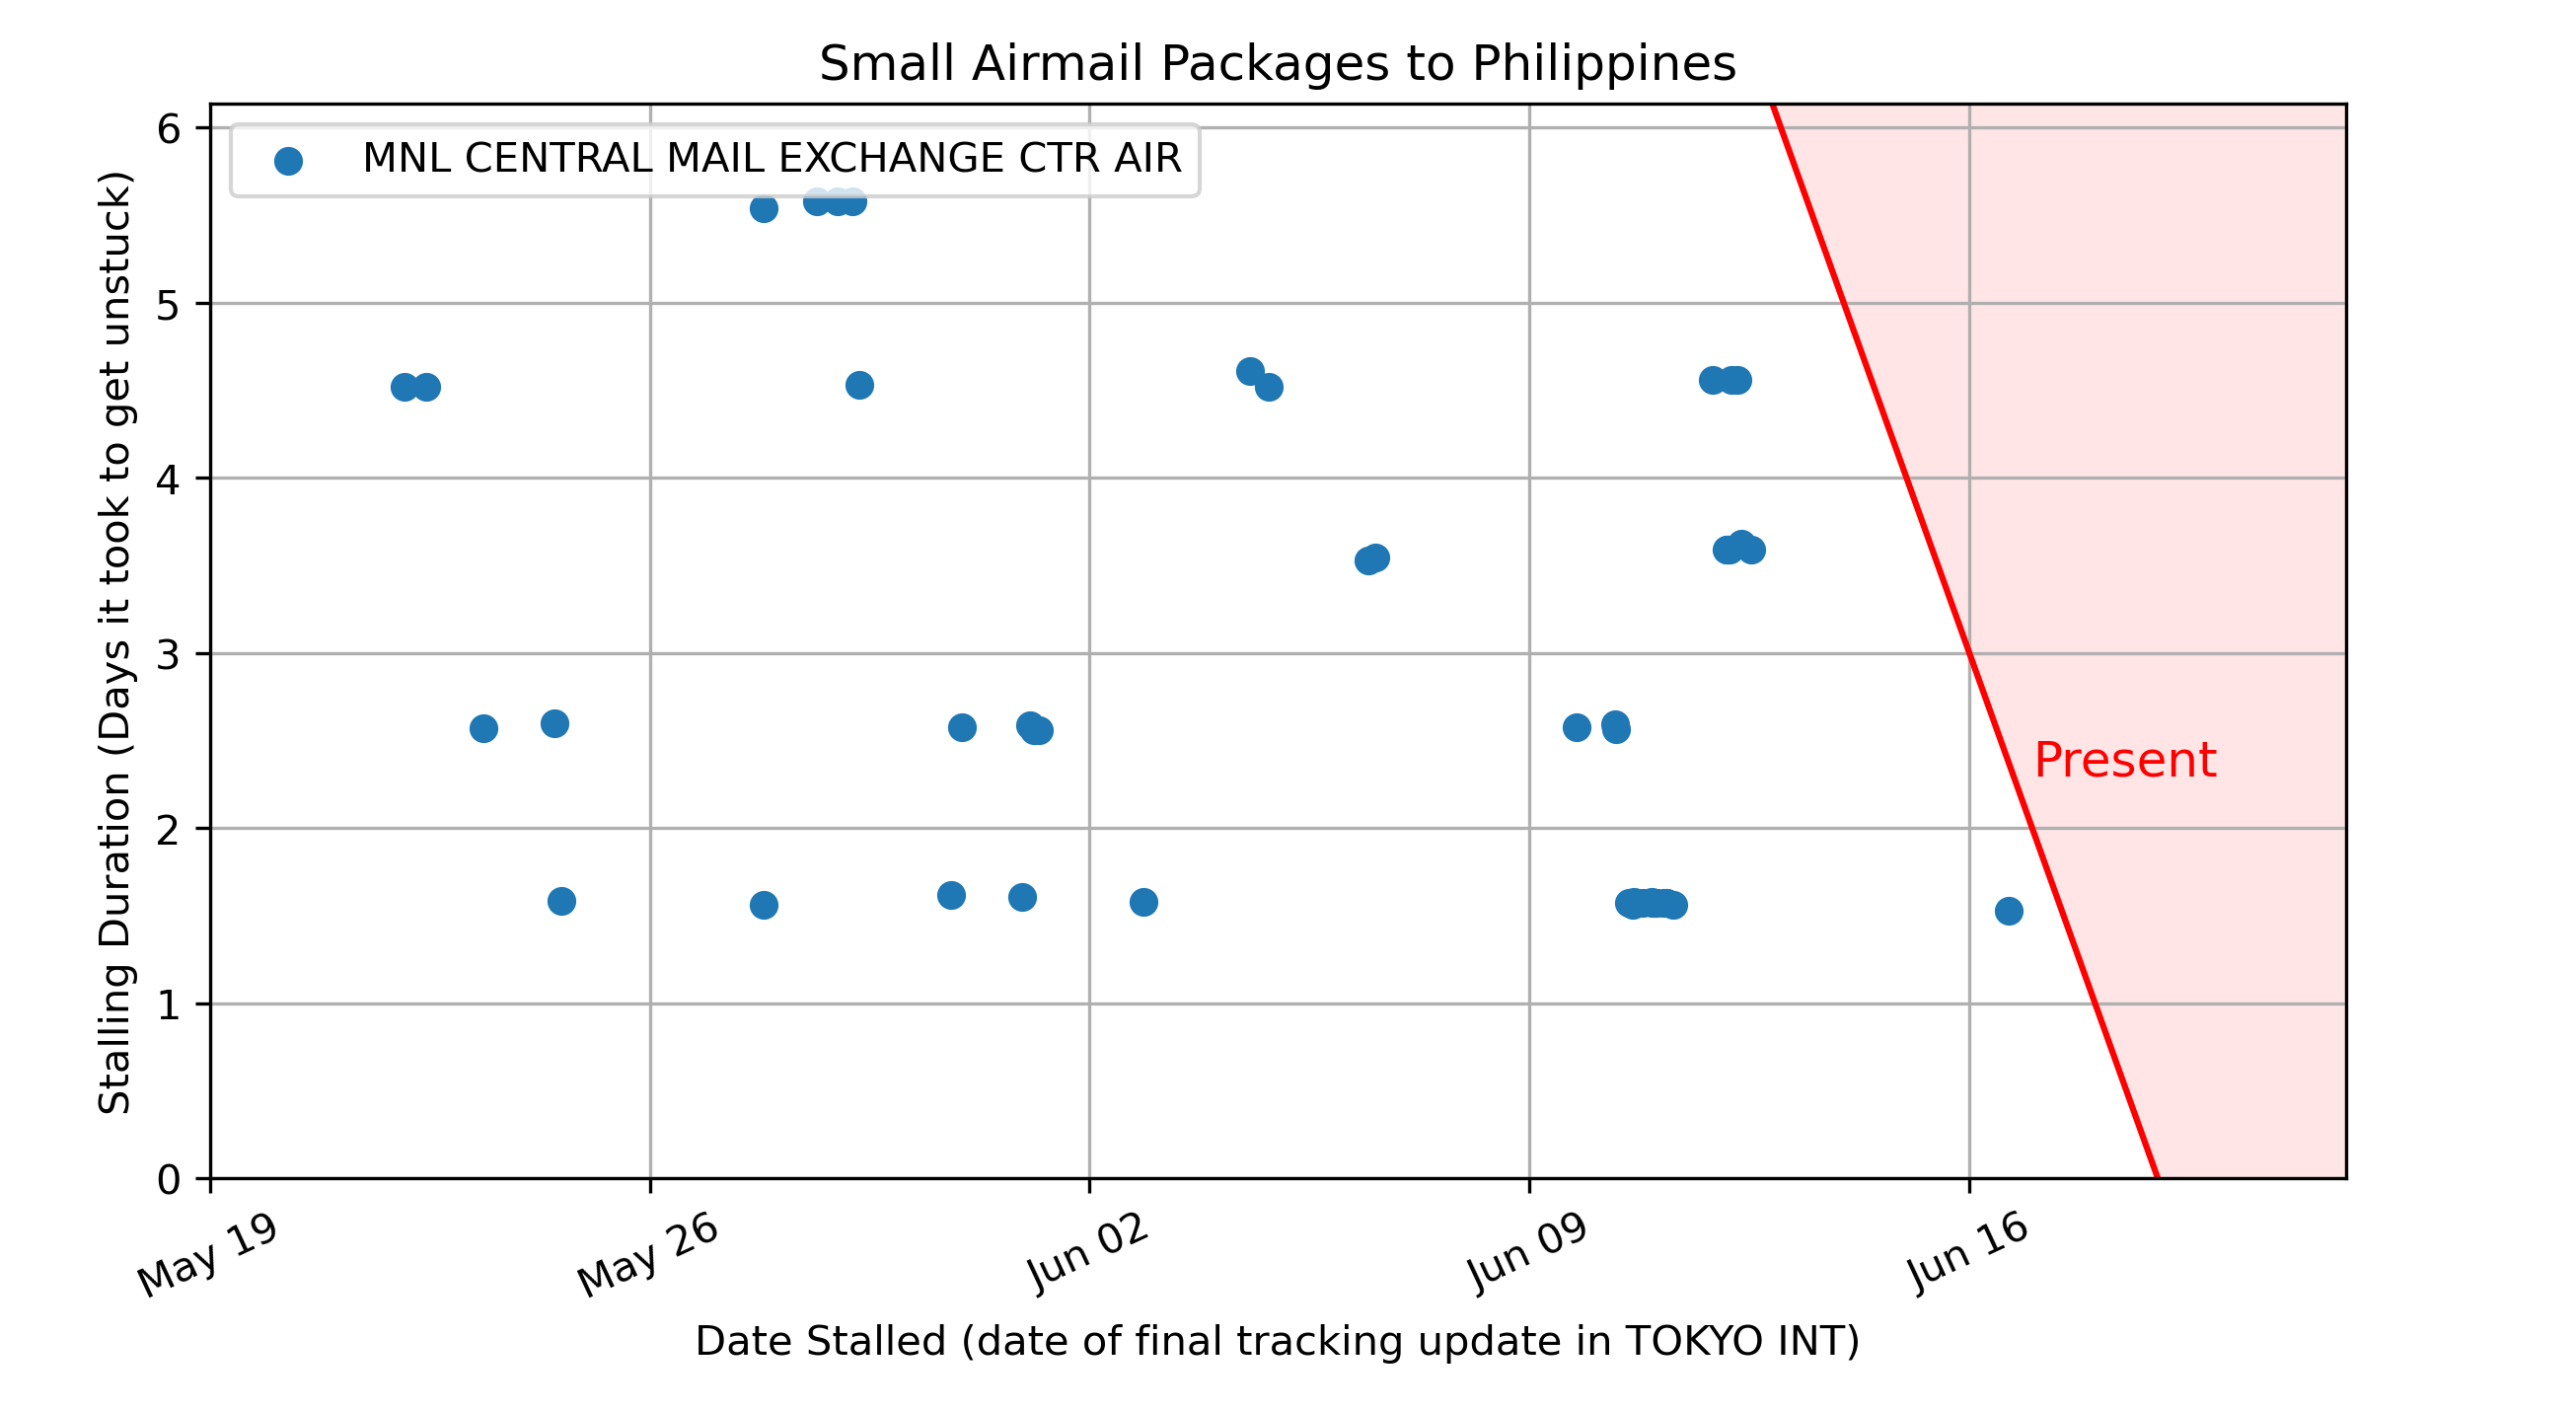 Small Airmail Packages to Philippines
MNL CENTRAL MAIL EXCHANGE CTR AIR
Stalling Duration (Days it took to get unstuck)
6
5
4
3
2
1
0
Present
May 19
May 26
Jun 02
Jun 09
Jun 16
Date Stalled (date of final tracking update in TOKYO INT)